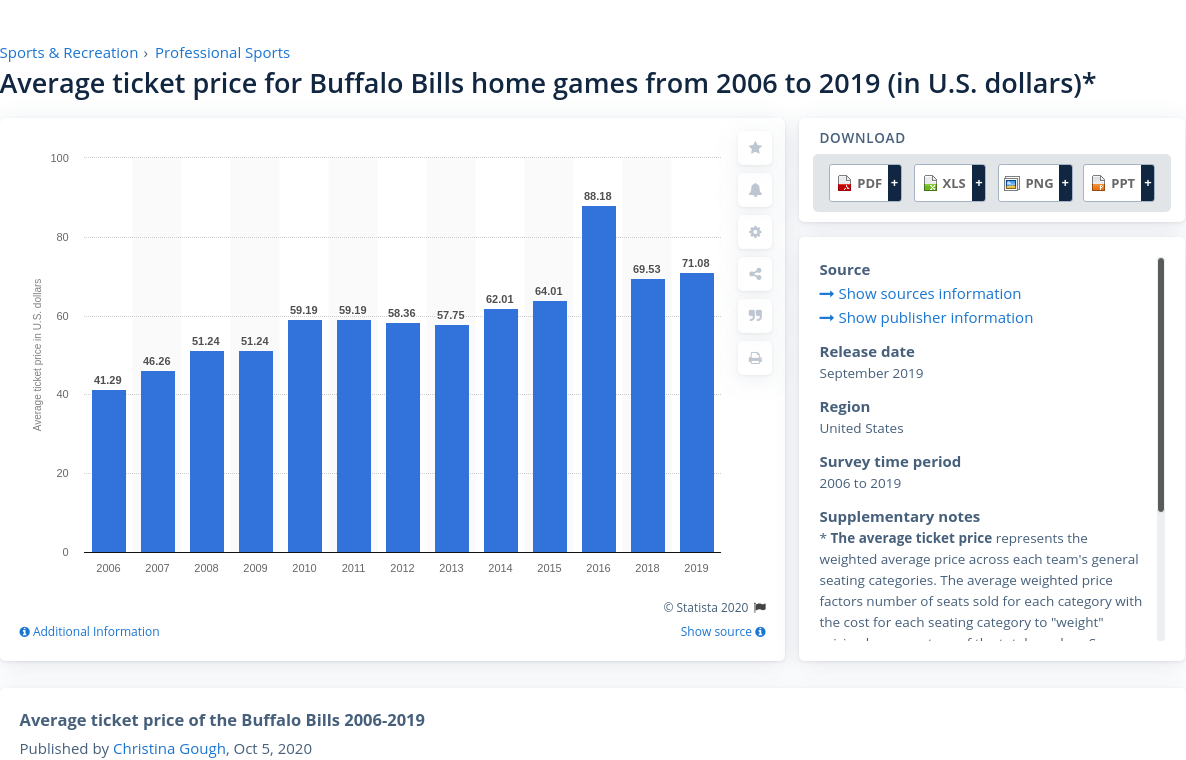 Sports & Recreation › Professional Sports
Average ticket price for Buffalo Bills home games from 2006 to 2019 (in U.S. dollars)*
Average ticket price in U.S. dollars
100
80
60
40
20
0
41.29
46.26
51.24
51.24
59.19
59.19
58.36
57.75
62.01
64.01
88.18
69.53
71.08
2006
2007
2008
2009
2010
2011
2012
2013
2014
2015
2016
2018
2019
© Statista 2020
Additional Information
Show source
DOWNLOAD
PDF +
XLS +
PNG +
PPT +
Source
Show sources information
Show publisher information
Release date
September 2019
Region
United States
Survey time period
2006 to 2019
Supplementary notes
* The average ticket price represents the
weighted average price across each team's general
seating categories. The average weighted price
factors number of seats sold for each category with
the cost for each seating category to "weight"
Average ticket price of the Buffalo Bills 2006-2019
Published by Christina Gough, Oct 5, 2020